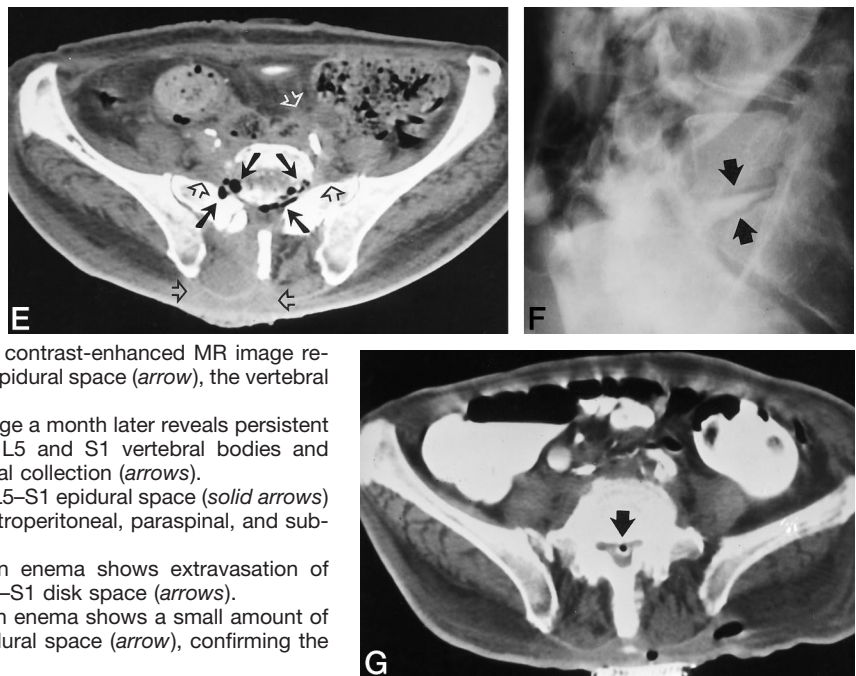 E
F
contrast-enhanced MR image re-
pidural space (arrow), the vertebral
ge a month later reveals persistent
L5 and S1 vertebral bodies and
al collection (arrows).
L5–S1 epidural space (solid arrows)
troperitoneal, paraspinal, and sub-
n enema shows extravasation of
–S1 disk space (arrows).
n enema shows a small amount of
dural space (arrow), confirming the
G